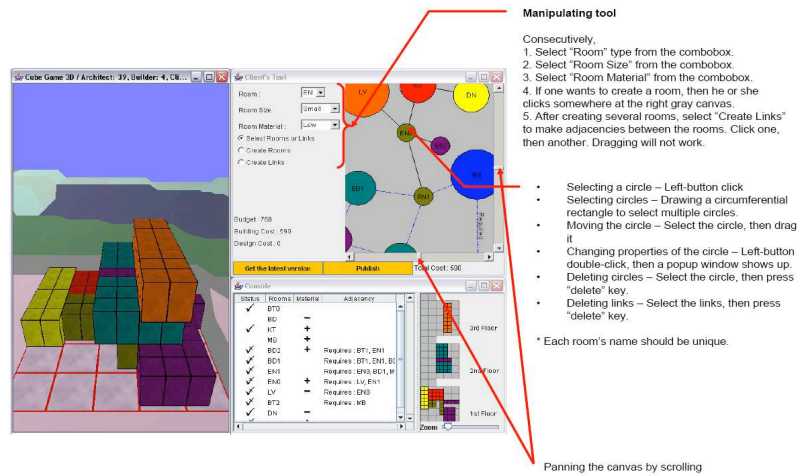 Manipulating tool
Consecutively,
1. Select “Room” type from the combobox.
2. Select “Room Size” from the combobox.
3. Select “Room Material” from the combobox.
4. If one wants to create a room, then he or she
clicks somewhere at the right gray canvas.
5. After creating several rooms, select “Create Links”
to make adjacencies between the rooms. Click one,
then another. Dragging will not work.
• Selecting a circle – Left-button click
• Selecting circles – Drawing a circumferential
rectangle to select multiple circles.
• Moving the circle – Select the circle, then drag
it
• Changing properties of the circle – Left-button
double-click, then a popup window shows up.
• Deleting circles – Select the circle, then press
“delete” key.
• Deleting links – Select the links, then press
“delete” key.
* Each room’s name should be unique.
Panning the canvas by scrolling
Cube Game 3D / Architect: 39, Builder: 4, Cli...
Client's Tool
Room : EN
Room Size : Small
Room Material : Low
Select Rooms or Links
Create Rooms
Create Links
Budget : 750
Building Cost : 590
Design Cost : 0
Get the latest version
Publish
Total Cost : 590
LV
DN
EN0
BD1
EN1
Required
Console
Status Rooms Material Adjacency
BT0
BD −
KT +
MB +
BD2 + Requires : BT1, EN1
BD1 Requires : BT1, EN1, BD
EN1 Requires : EN0, BD1, M
EN0 + Requires : LV, EN1
LV − Requires : EN0
BT2 Requires : MB
DN −
3rd Floor
2nd Floor
1st Floor
Zoom